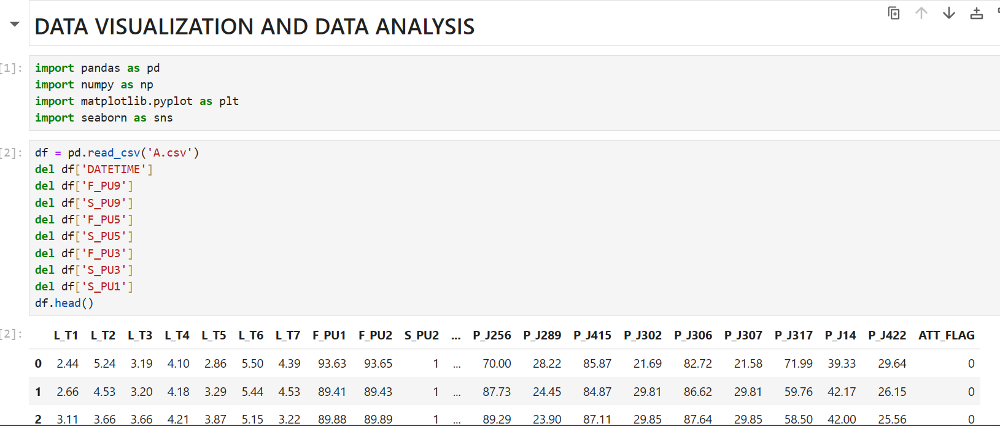 DATA VISUALIZATION AND DATA ANALYSIS
[1]:
import pandas as pd
import numpy as np
import matplotlib.pyplot as plt
import seaborn as sns
[2]:
df = pd.read_csv('A.csv')
del df['DATETIME']
del df['F_PU9']
del df['S_PU9']
del df['F_PU5']
del df['S_PU5']
del df['F_PU3']
del df['S_PU3']
del df['S_PU1']
df.head()
[2]:
L_T1 L_T2 L_T3 L_T4 L_T5 L_T6 L_T7 F_PU1 F_PU2 S_PU2 ... P_J256 P_J289 P_J415 P_J302 P_J306 P_J307 P_J317 P_J14 P_J422 ATT_FLAG
0 2.44 5.24 3.19 4.10 2.86 5.50 4.39 93.63 93.65 1 ... 70.00 28.22 85.87 21.69 82.72 21.58 71.99 39.33 29.64 0
1 2.66 4.53 3.20 4.18 3.29 5.44 4.53 89.41 89.43 1 ... 87.73 24.45 84.87 29.81 86.62 29.81 59.76 42.17 26.15 0
2 3.11 3.66 3.66 4.21 3.87 5.15 3.22 89.88 89.89 1 ... 89.29 23.90 87.11 29.85 87.64 29.85 58.50 42.00 25.56 0